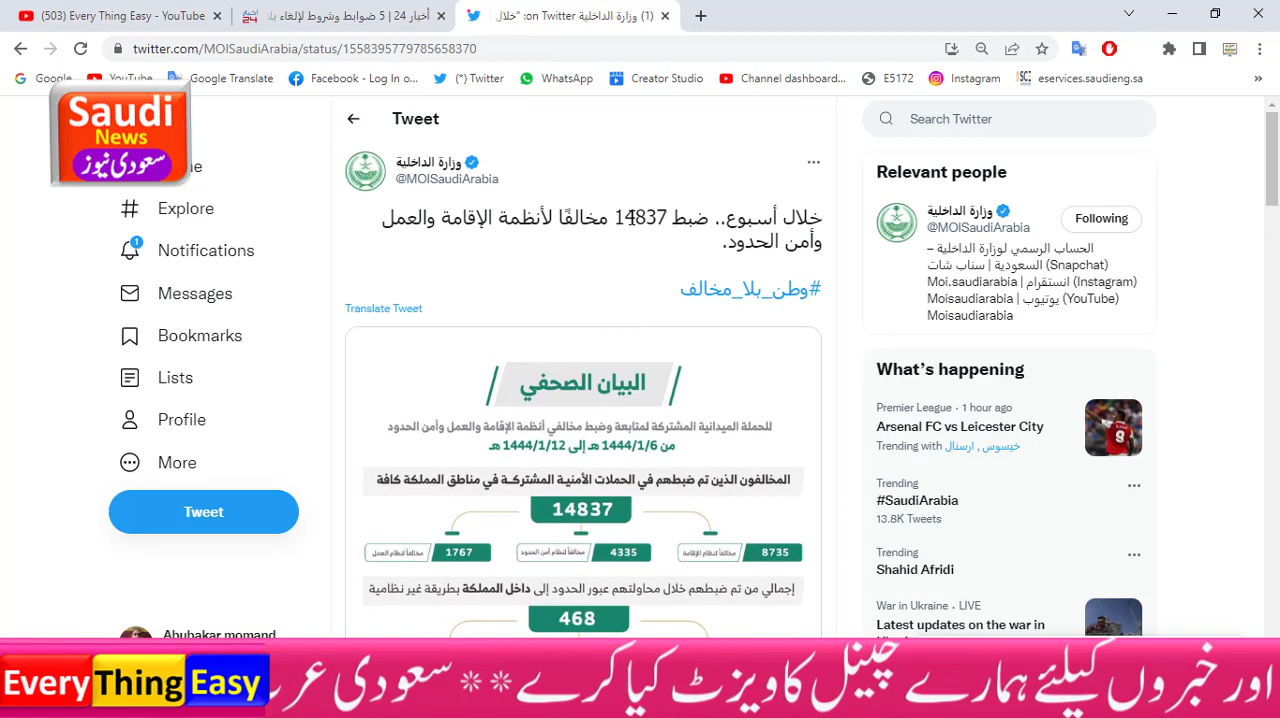 (503) Every Thing Easy - YouTube
أخبار 24 | 5 ضوابط وشروط لإلغاء بلا
(1) وزارة الداخلية on Twitter: "خلال
twitter.com/MOISaudiArabia/status/1558395779785658370
Google
YouTube
Google Translate
Facebook - Log In o...
(*) Twitter
WhatsApp
Creator Studio
Channel dashboard...
E5172
Instagram
eservices.saudieng.sa
Saudi
News
سعودی نیوز
Explore
Notifications
1
Messages
Bookmarks
Lists
Profile
More
Tweet
Abubakar momand
Tweet
وزارة الداخلية
@MOISaudiArabia
خلال أسبوع.. ضبط 14837 مخالفًا لأنظمة الإقامة والعمل
وأمن الحدود.
#وطن_بلا_مخالف
Translate Tweet
البيان الصحفي
للحملة الميدانية المشتركة لمتابعة وضبط مخالفي أنظمة الإقامة والعمل وأمن الحدود
من 1444/1/6 هـ إلى 1444/1/12 هـ
المخالفون الذين تم ضبطهم في الحملات الأمنية المشتركة في مناطق المملكة كافة
14837
8735 مخالفاً لنظام الإقامة
4335 مخالفاً لنظام أمن الحدود
1767 مخالفاً لنظام العمل
إجمالي من تم ضبطهم خلال محاولتهم عبور الحدود إلى داخل المملكة بطريقة غير نظامية
468
Search Twitter
Relevant people
وزارة الداخلية
@MOISaudiArabia
Following
الحساب الرسمي لوزارة الداخلية –
السعودية | سناب شات (Snapchat)
Moi.saudiarabia | انستقرام (Instagram)
Moisaudiarabia | يوتيوب (YouTube)
Moisaudiarabia
What's happening
Premier League · 1 hour ago
Arsenal FC vs Leicester City
Trending with خيسوس , ارسنال
Trending
#SaudiArabia
13.8K Tweets
Trending
Shahid Afridi
War in Ukraine · LIVE
Latest updates on the war in
EveryThing Easy
اور خبروں کیلئے ہمارے چینل کا ویزٹ کیا کرے ** سعودی عر